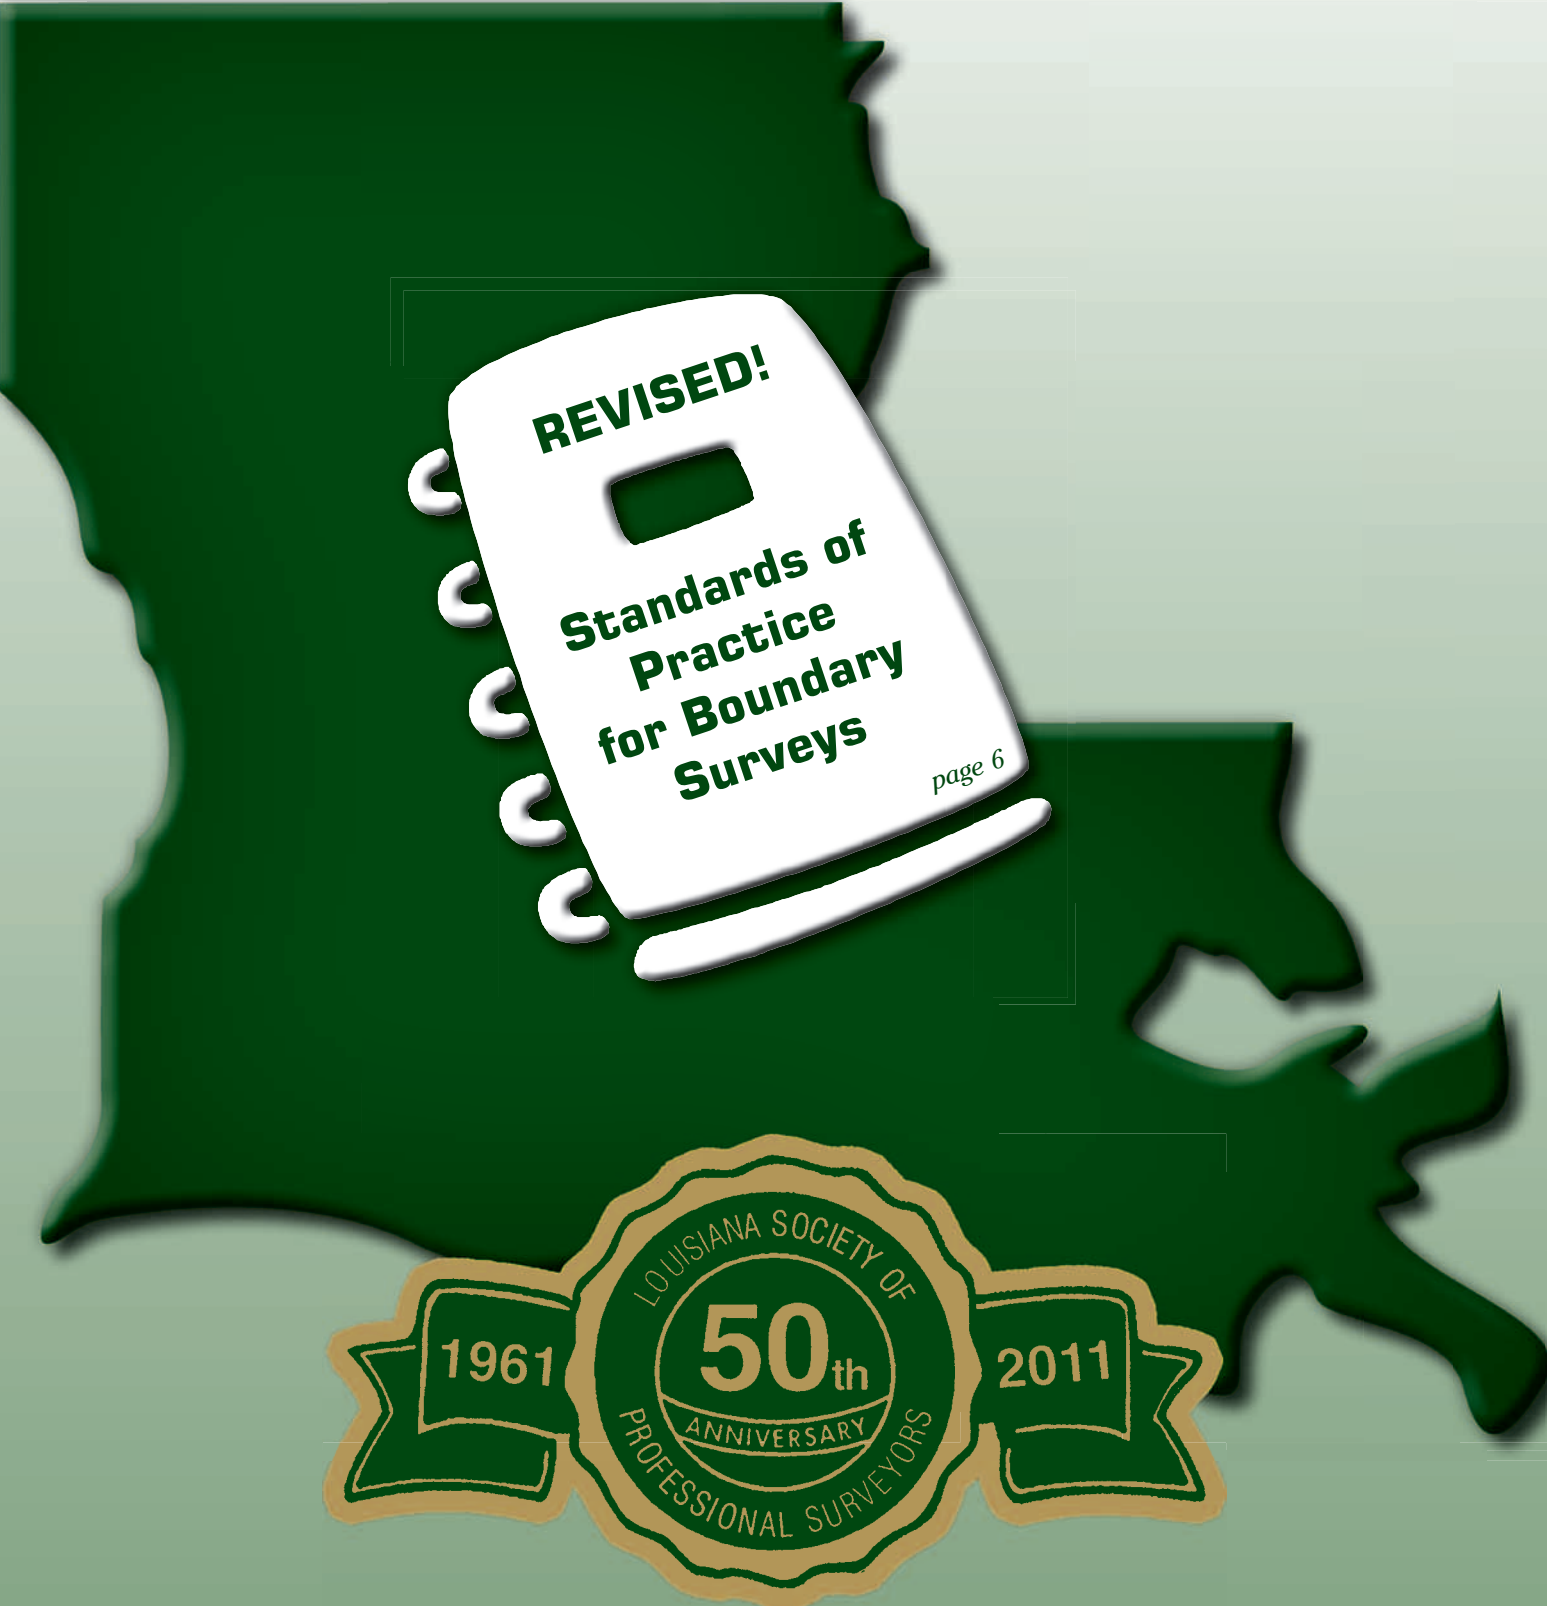 REVISED!
Standards of
Practice
for Boundary
Surveys
page 6
LOUISIANA SOCIETY OF
1961
50th
2011
ANNIVERSARY
PROFESSIONAL SURVEYORS